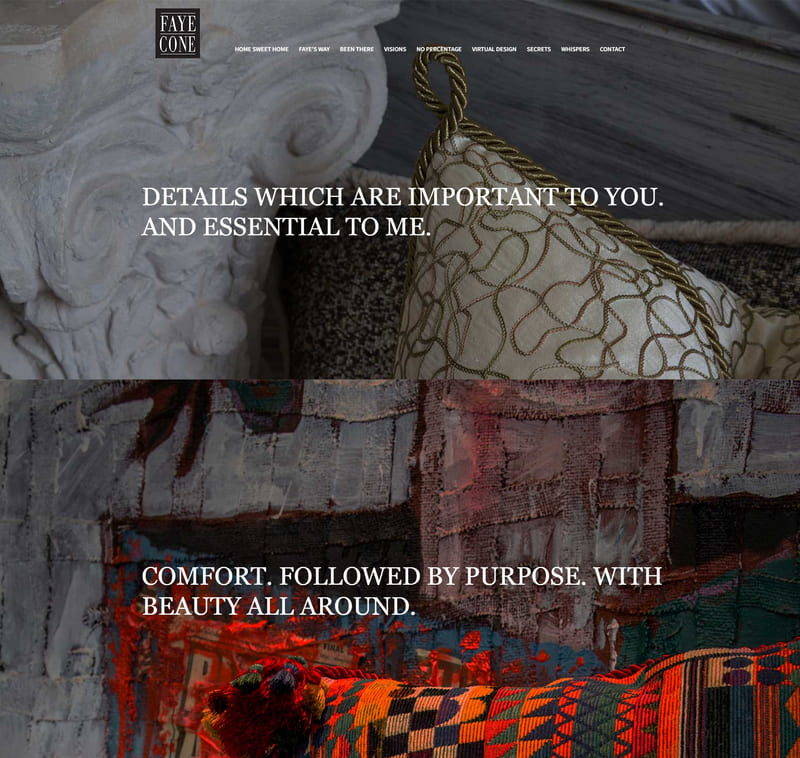 FAYE
CONE
HOME SWEET HOME FAYE'S WAY BEEN THERE VISIONS NO PERCENTAGE VIRTUAL DESIGN SECRETS WHISPERS CONTACT
DETAILS WHICH ARE IMPORTANT TO YOU.
AND ESSENTIAL TO ME.
COMFORT. FOLLOWED BY PURPOSE. WITH
BEAUTY ALL AROUND.
FINAL